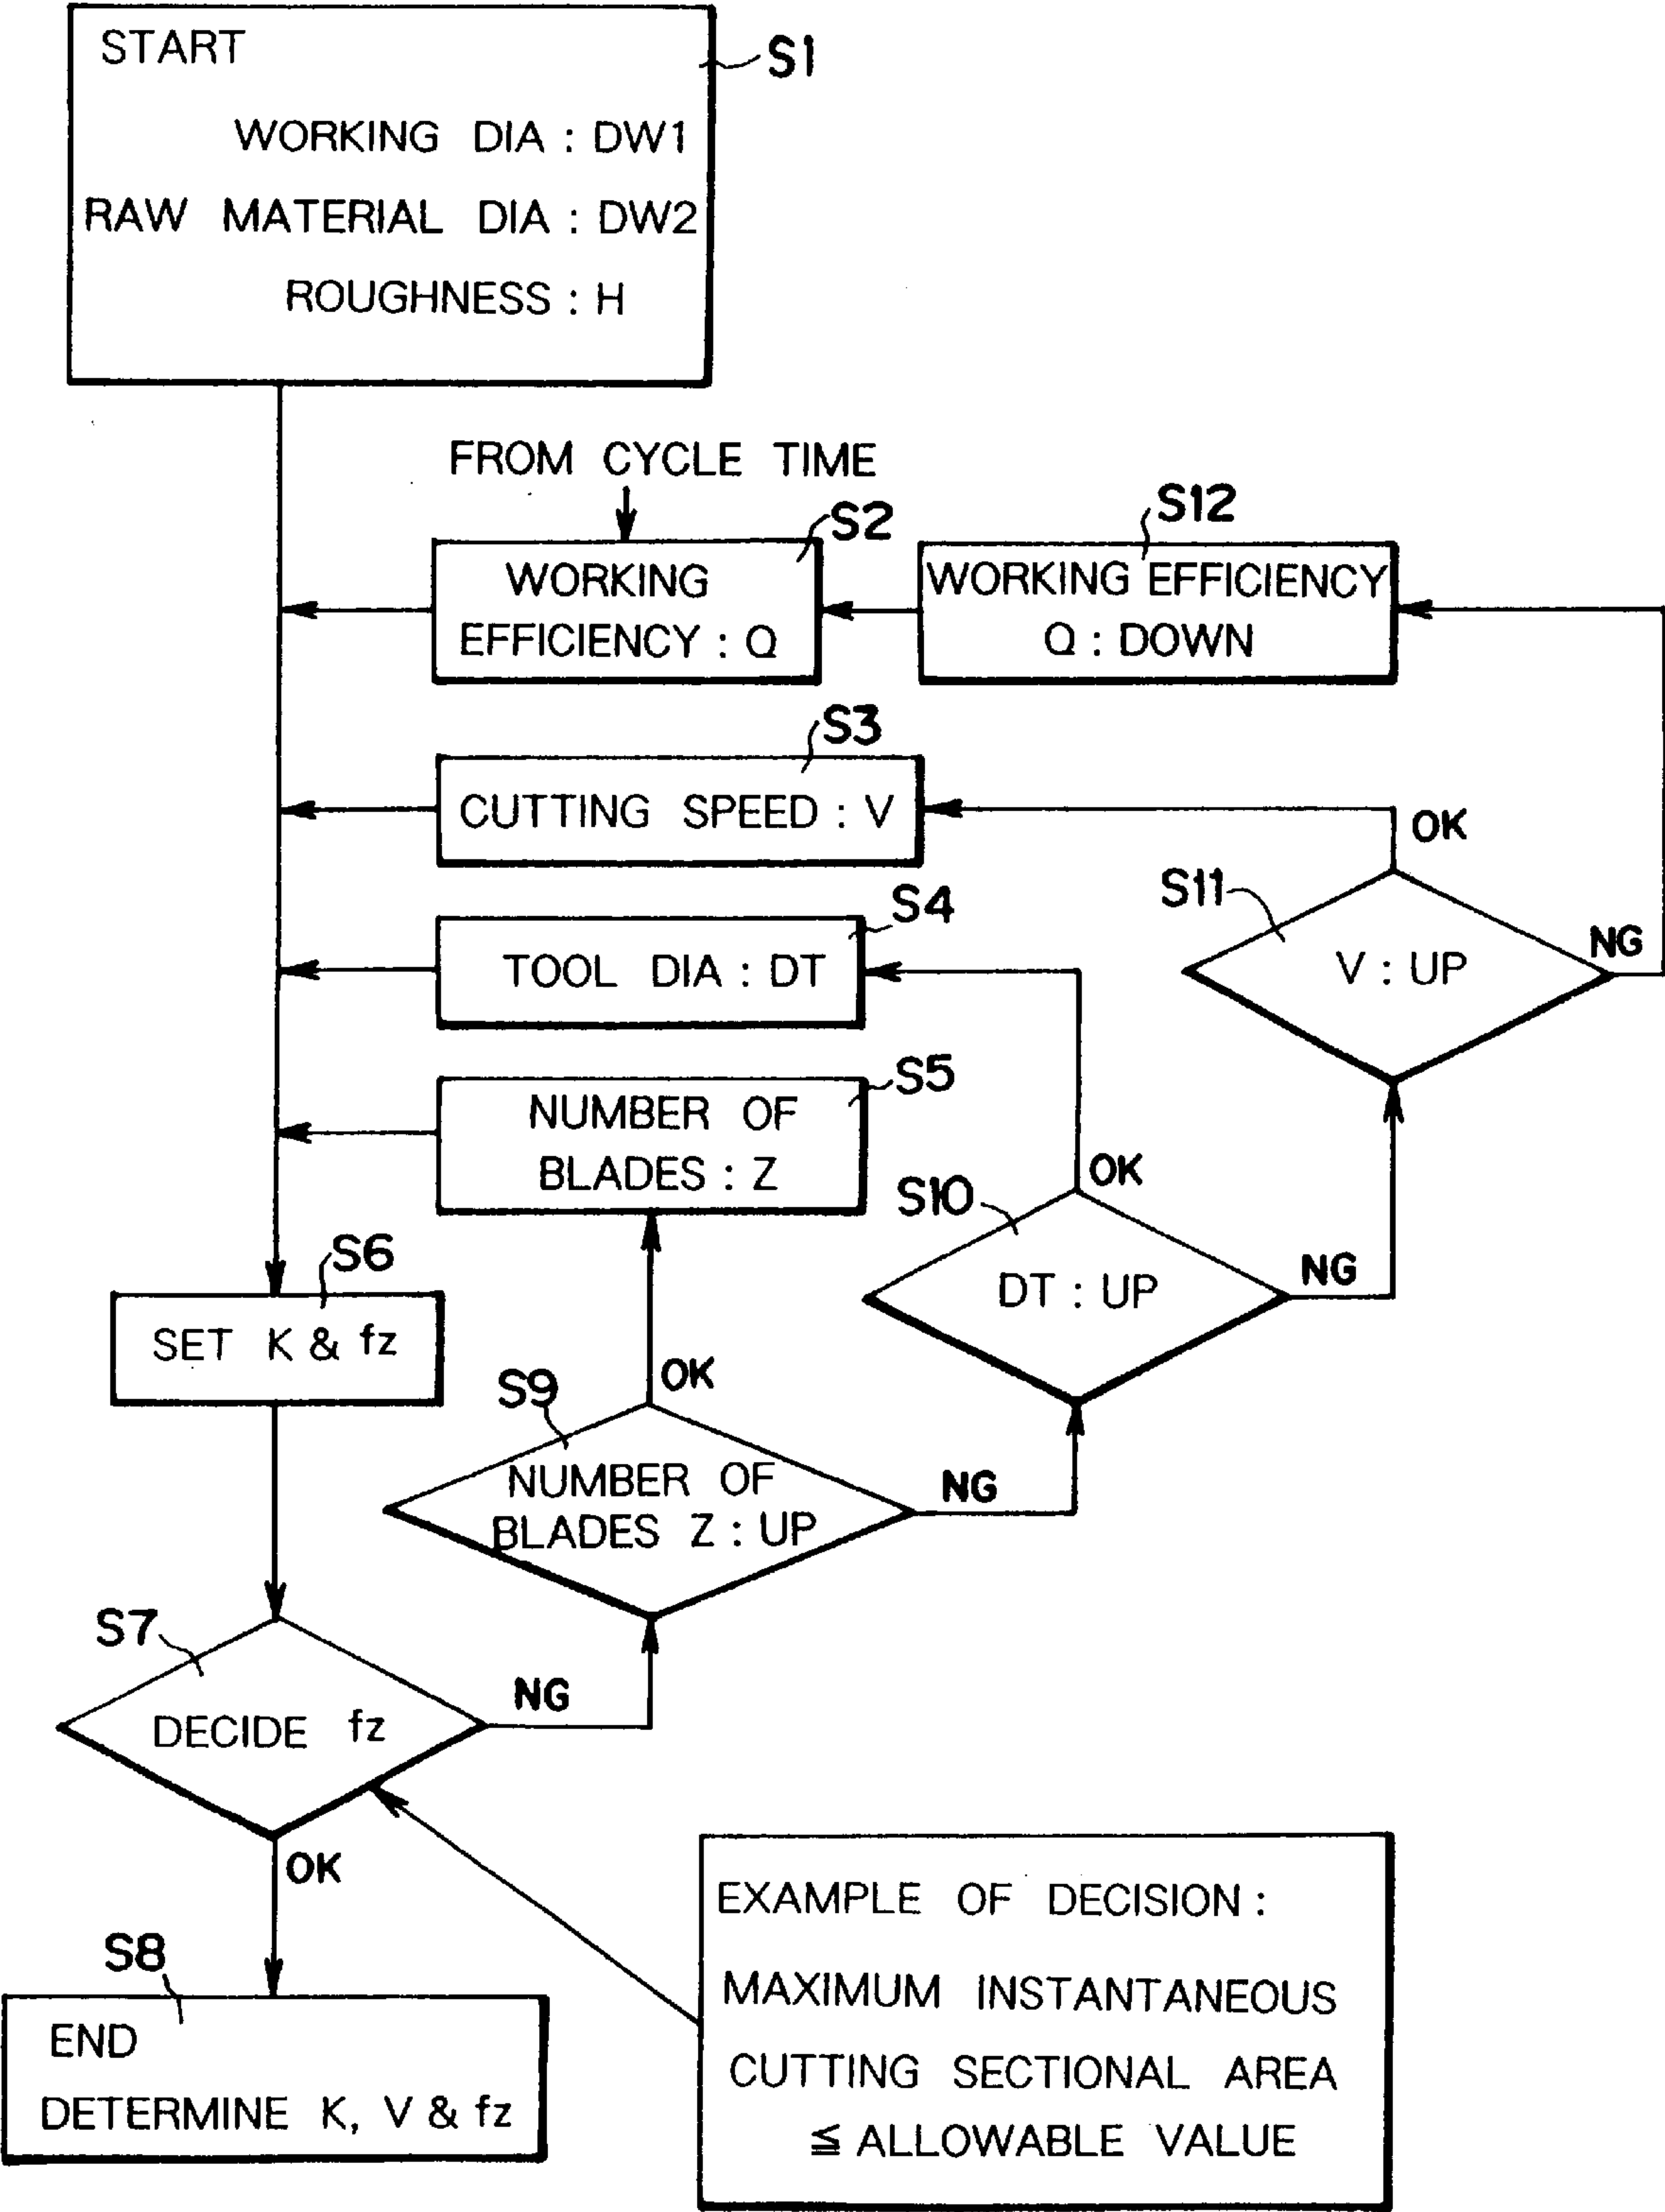 START
S1
WORKING DIA : DW1
RAW MATERIAL DIA : DW2
ROUGHNESS : H
FROM CYCLE TIME
S2
WORKING
EFFICIENCY : Q
S12
WORKING EFFICIENCY
Q : DOWN
S3
CUTTING SPEED : V
OK
S11
V : UP
NG
S4
TOOL DIA : DT
S5
NUMBER OF
BLADES : Z
OK
S10
DT : UP
NG
S6
SET K & fz
OK
S9
NUMBER OF
BLADES Z : UP
NG
S7
DECIDE fz
NG
OK
S8
END
DETERMINE K, V & fz
EXAMPLE OF DECISION :
MAXIMUM INSTANTANEOUS
CUTTING SECTIONAL AREA
≦ ALLOWABLE VALUE